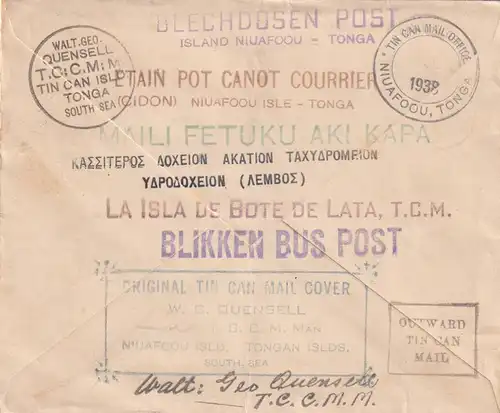 BLECHDOSEN POST
ISLAND NIUAFOOU - TONGA
WALT. GEO.
QUENSELL
T.C.M.M
TIN CAN ISLD
TONGA
SOUTH SEA
TIN CAN MAIL OFFICE
1938
NIUAFOOU, TONGA
ETAIN POT CANOT COURRIER
(GIDON) NIUAFOOU ISLE - TONGA
MAILI FETUKU AKI KAPA
ΚΑΣΣΙΤΕΡΟΣ ΔΟΧΕΙΟΝ ΑΚΑΤΙΟΝ ΤΑΧΥΔΡΟΜΕΙΟΝ
ΥΔΡΟΔΟΧΕΙΟΝ (ΛΕΜΒΟΣ)
LA ISLA DE BOTE DE LATA, T.C.M.
BLIKKEN BUS POST
ORIGINAL TIN CAN MAIL COVER
W. G. QUENSELL
T. C. C. M. MAN
NIUAFOOU ISLD. TONGAN ISLDS.
SOUTH SEA
OUTWARD
TIN CAN
MAIL
Walt: Geo Quensell
T.C.C.M.M.